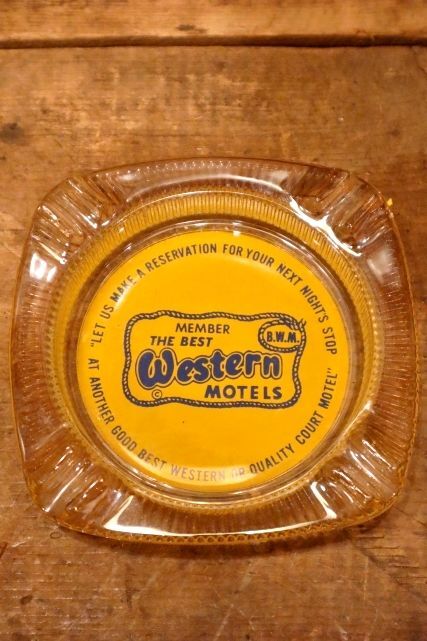 "LET US MAKE A RESERVATION FOR YOUR NEXT NIGHT'S STOP
AT ANOTHER GOOD BEST WESTERN OR QUALITY COURT MOTEL"
MEMBER
B.W.M.
THE BEST
Western
© MOTELS